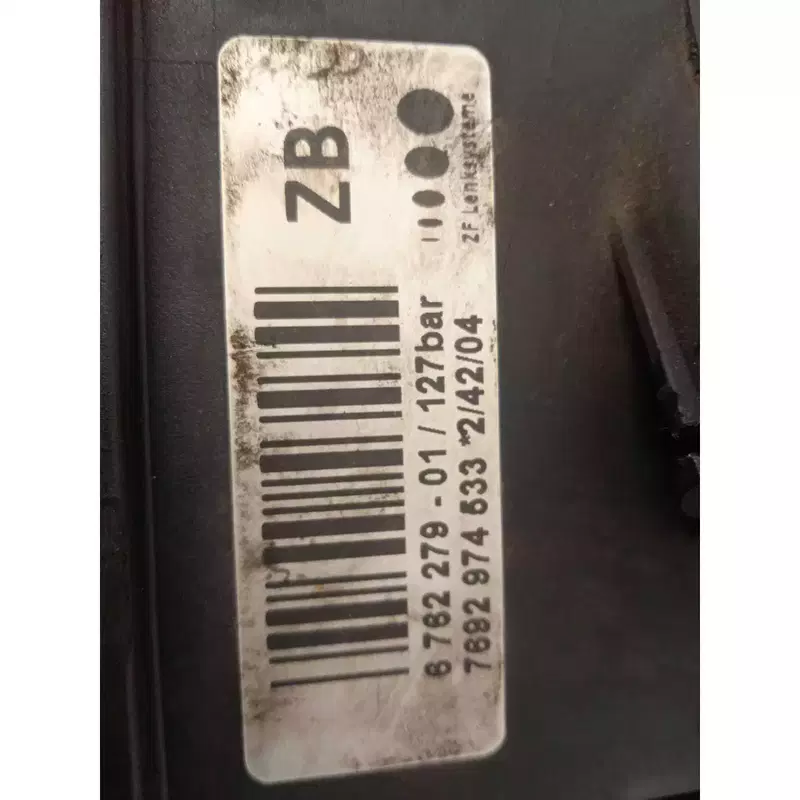 ZB
ZF Lenksysteme
6 762 279 - 01 / 127bar
7692 974 533 *2/42/04